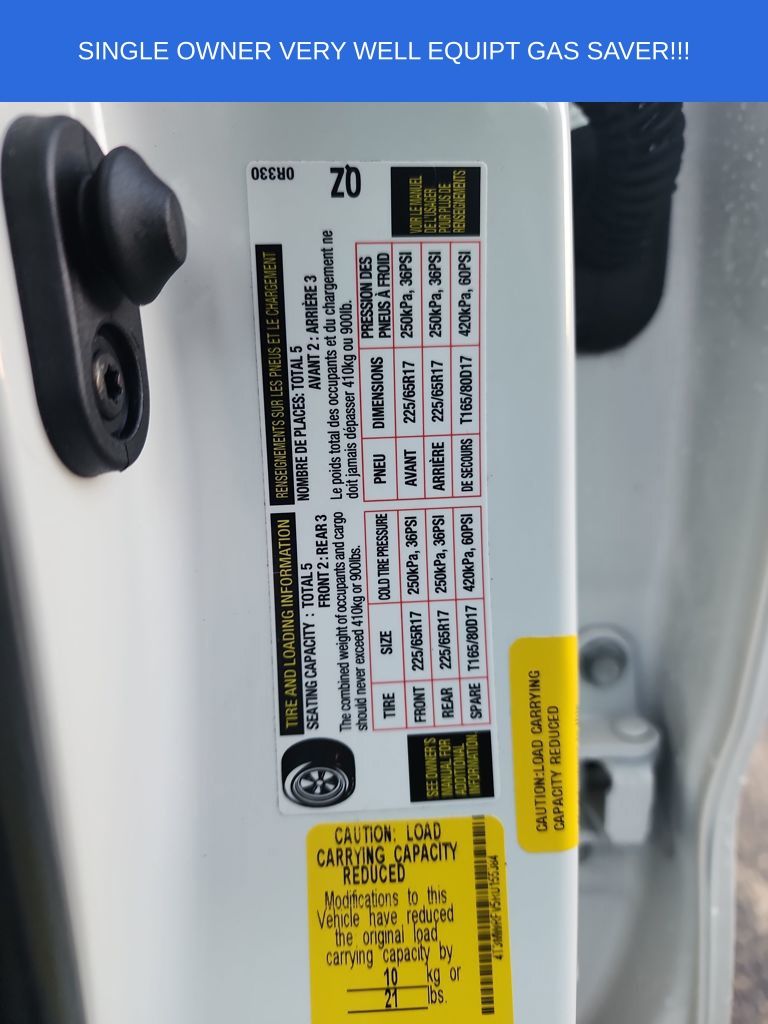 SINGLE OWNER VERY WELL EQUIPT GAS SAVER!!!
TIRE AND LOADING INFORMATION
SEATING CAPACITY : TOTAL 5
FRONT 2: REAR 3
The combined weight of occupants and cargo
should never exceed 410kg or 900lbs.
TIRE SIZE COLD TIRE PRESSURE
FRONT 225/65R17 250kPa, 36PSI
REAR 225/65R17 250kPa, 36PSI
SPARE T165/80D17 420kPa, 60PSI
SEE OWNER'S
MANUAL FOR
ADDITIONAL
INFORMATION
0R330
QZ
RENSEIGNEMENTS SUR LES PNEUS ET LE CHARGEMENT
NOMBRE DE PLACES: TOTAL 5
AVANT 2 : ARRIÈRE 3
Le poids total des occupants et du chargement ne
doit jamais dépasser 410kg ou 900lb.
PNEU DIMENSIONS PRESSION DES
PNEUS À FROID
AVANT 225/65R17 250kPa, 36PSI
ARRIÈRE 225/65R17 250kPa, 36PSI
DE SECOURS T165/80D17 420kPa, 60PSI
VOIR LE MANUEL
DE L'USAGER
POUR PLUS DE
RENSEIGNEMENTS
CAUTION:LOAD CARRYING
CAPACITY REDUCED
CAUTION: LOAD
CARRYING CAPACITY
REDUCED
Modifications to this
Vehicle have reduced
the original load
carrying capacity by
10 kg or
21 lbs.